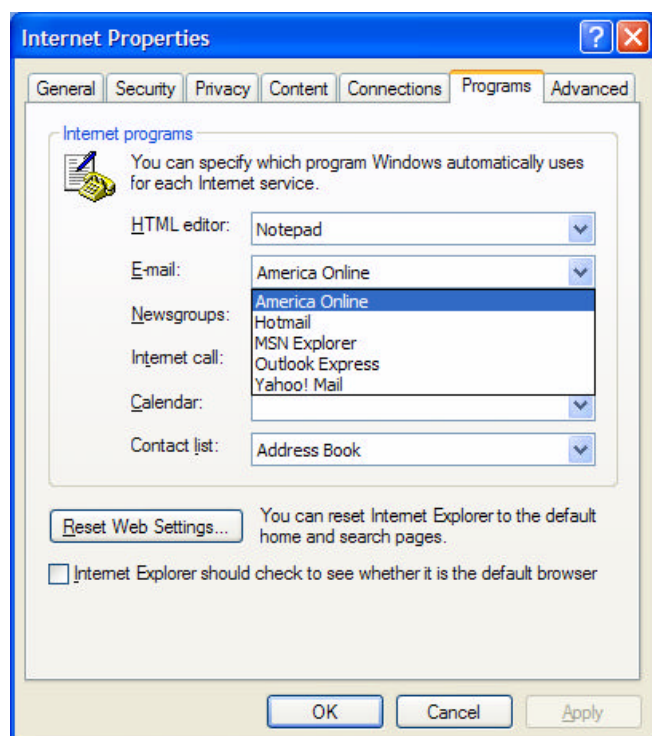 Internet Properties
General Security Privacy Content Connections Programs Advanced
Internet programs
You can specify which program Windows automatically uses
for each Internet service.
HTML editor: Notepad
E-mail: America Online
America Online
Newsgroups:
Hotmail
MSN Explorer
Internet call:
Outlook Express
Yahoo! Mail
Calendar:
Contact list: Address Book
Reset Web Settings...
You can reset Internet Explorer to the default
home and search pages.
Internet Explorer should check to see whether it is the default browser
OK Cancel Apply